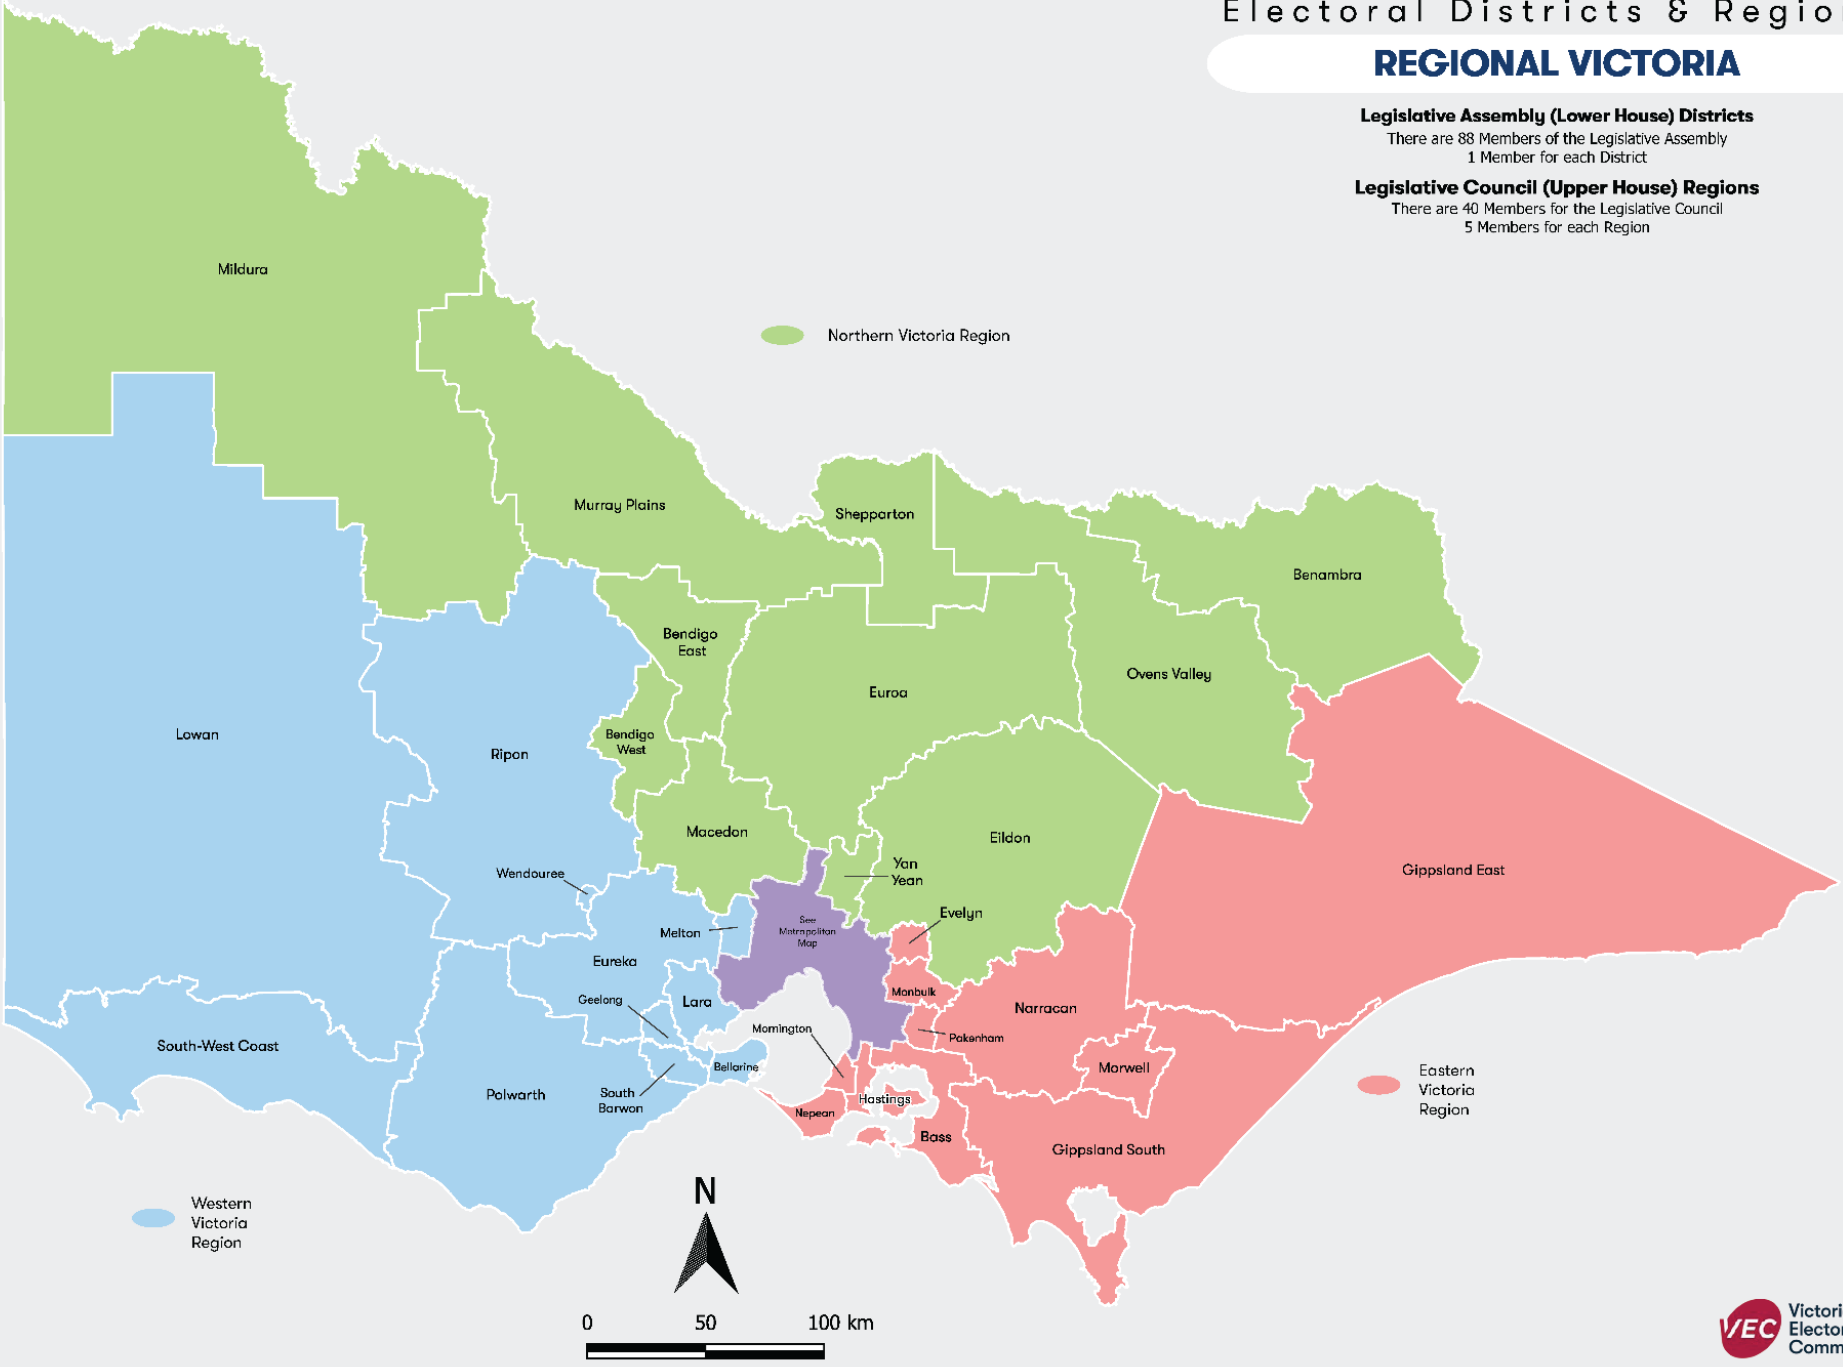 Electoral Districts & Regio
REGIONAL VICTORIA
Legislative Assembly (Lower House) Districts
There are 88 Members of the Legislative Assembly
1 Member for each District
Legislative Council (Upper House) Regions
There are 40 Members for the Legislative Council
5 Members for each Region
Mildura
Northern Victoria Region
Murray Plains
Shepparton
Benambra
Bendigo
East
Ovens Valley
Euroa
Lowan
Ripon
Bendigo
West
Macedon
Eildon
Yan
Yean
Gippsland East
Wendouree
Evelyn
See
Metropolitan
Map
Melton
Eureka
Monbulk
Geelong
Lara
Narracan
Mornington
Pakenham
South-West Coast
Bellarine
Morwell
Eastern
Victoria
Region
Polwarth
South
Barwon
Hastings
Nepean
Bass
Gippsland South
Western
Victoria
Region
N
0 50 100 km
VEC
Victori
Elector
Comm